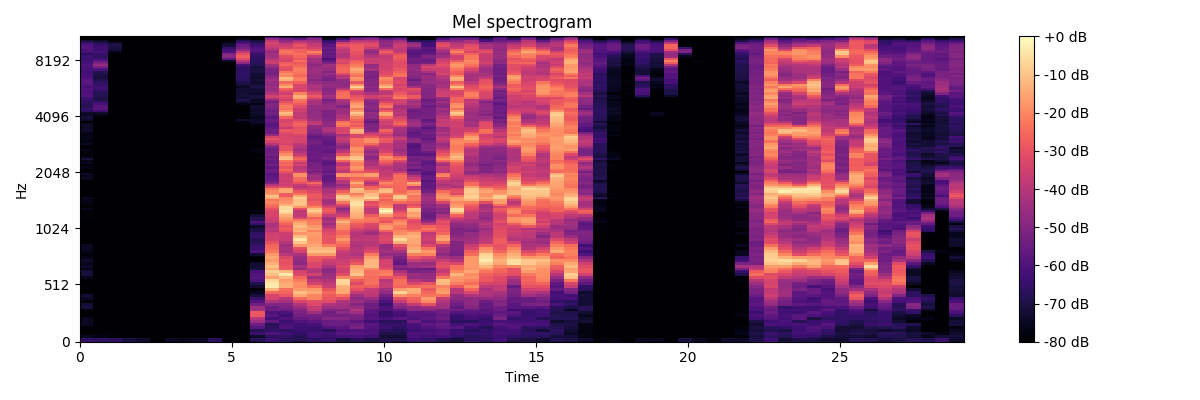 Mel spectrogram
Hz
8192
4096
2048
1024
512
0
0 5 10 15 20 25
Time
+0 dB
-10 dB
-20 dB
-30 dB
-40 dB
-50 dB
-60 dB
-70 dB
-80 dB